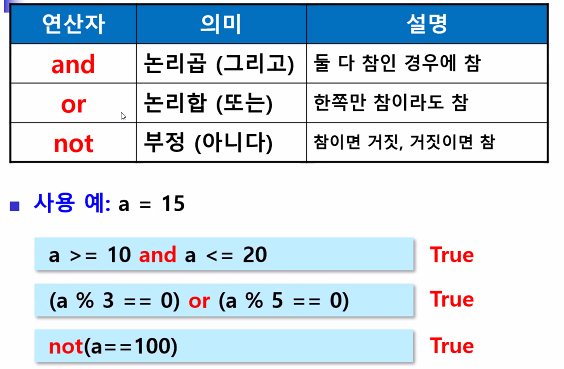 연산자 의미 설명
and 논리곱 (그리고) 둘 다 참인 경우에 참
or 논리합 (또는) 한쪽만 참이라도 참
not 부정 (아니다) 참이면 거짓, 거짓이면 참
사용 예: a = 15
a >= 10 and a <= 20 True
(a % 3 == 0) or (a % 5 == 0) True
not(a==100) True